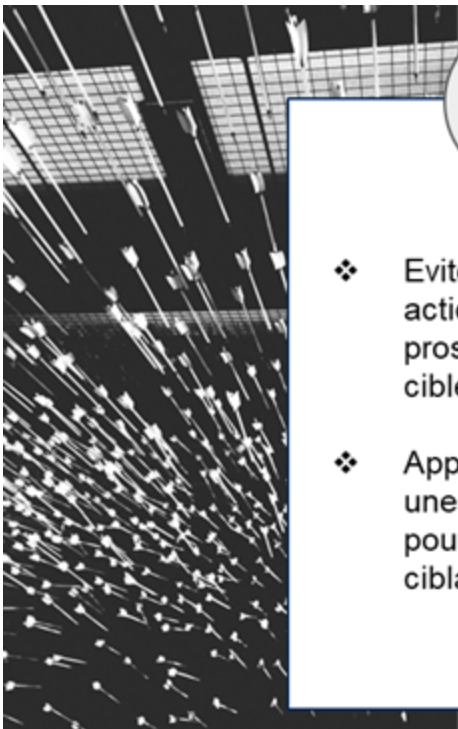 ❖ Evite
actio
pros
cible
❖ App
une
pou
cibla